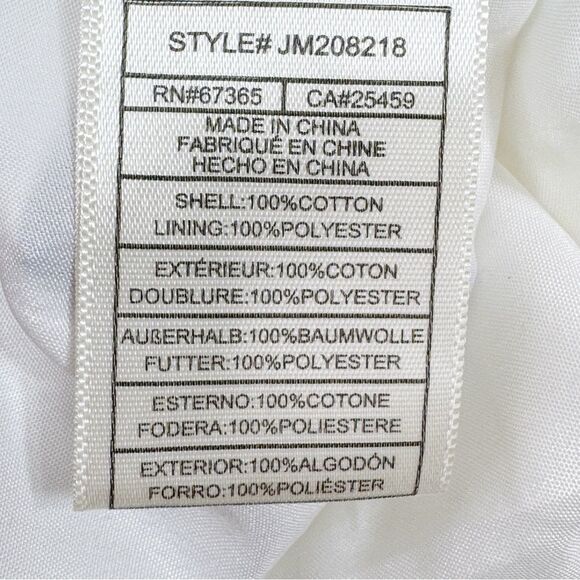 STYLE# JM208218
RN#67365 CA#25459
MADE IN CHINA
FABRIQUÉ EN CHINE
HECHO EN CHINA
SHELL:100%COTTON
LINING:100%POLYESTER
EXTÉRIEUR:100%COTON
DOUBLURE:100%POLYESTER
AUßERHALB:100%BAUMWOLLE
FUTTER:100%POLYESTER
ESTERNO:100%COTONE
FODERA:100%POLIESTERE
EXTERIOR:100%ALGODÓN
FORRO:100%POLIÉSTER